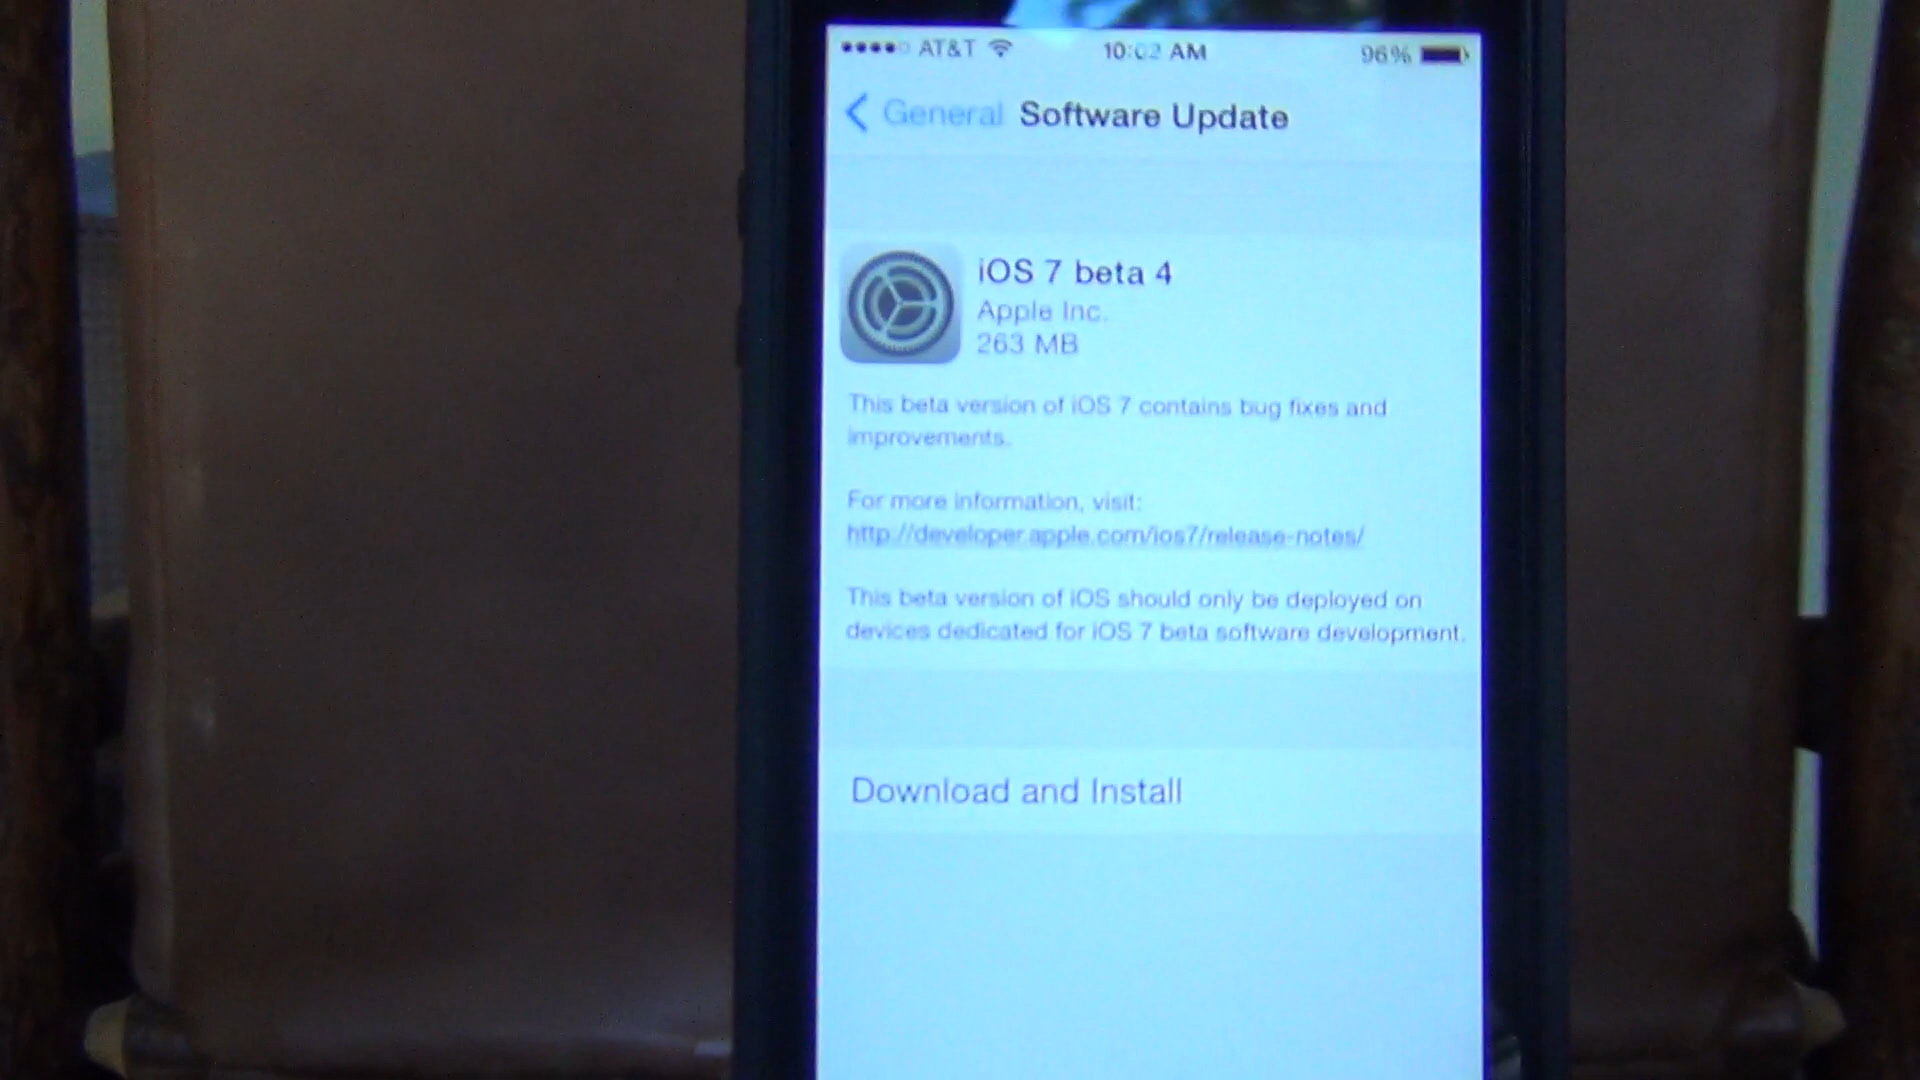 AT&T 10:02 AM 96%
General Software Update
iOS 7 beta 4
Apple Inc.
263 MB
This beta version of iOS 7 contains bug fixes and
improvements.
For more information, visit:
http://developer.apple.com/ios7/release-notes/
This beta version of iOS should only be deployed on
devices dedicated for iOS 7 beta software development.
Download and Install